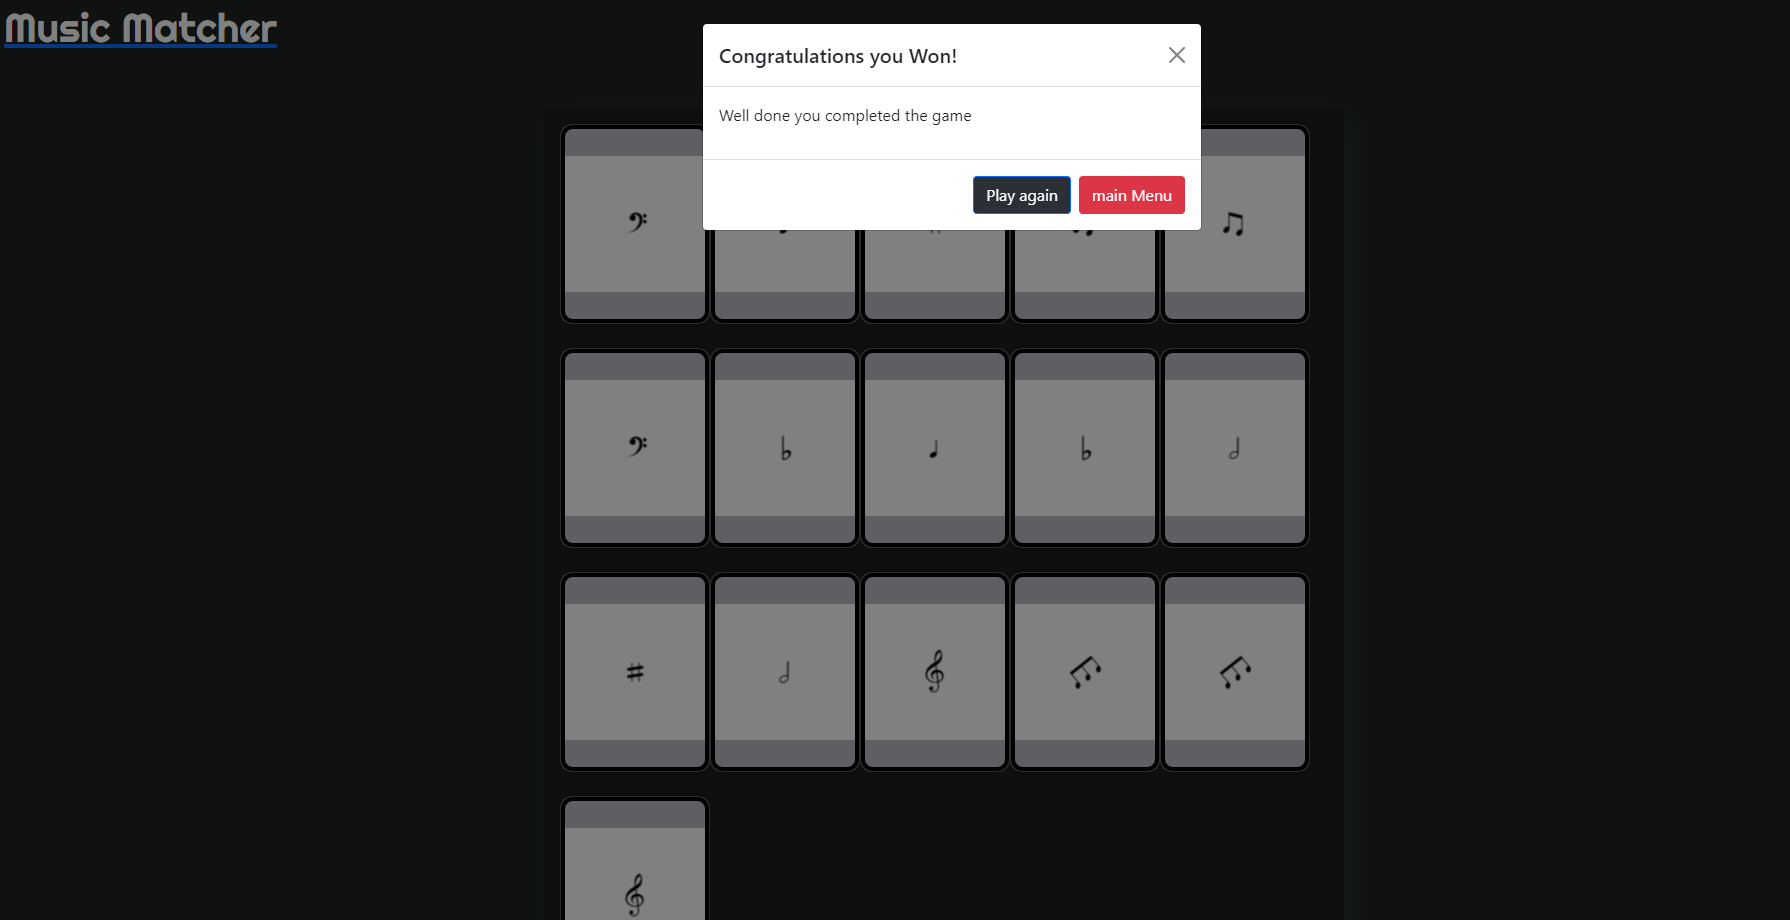 Music Matcher
Congratulations you Won!
Well done you completed the game
Play again
main Menu